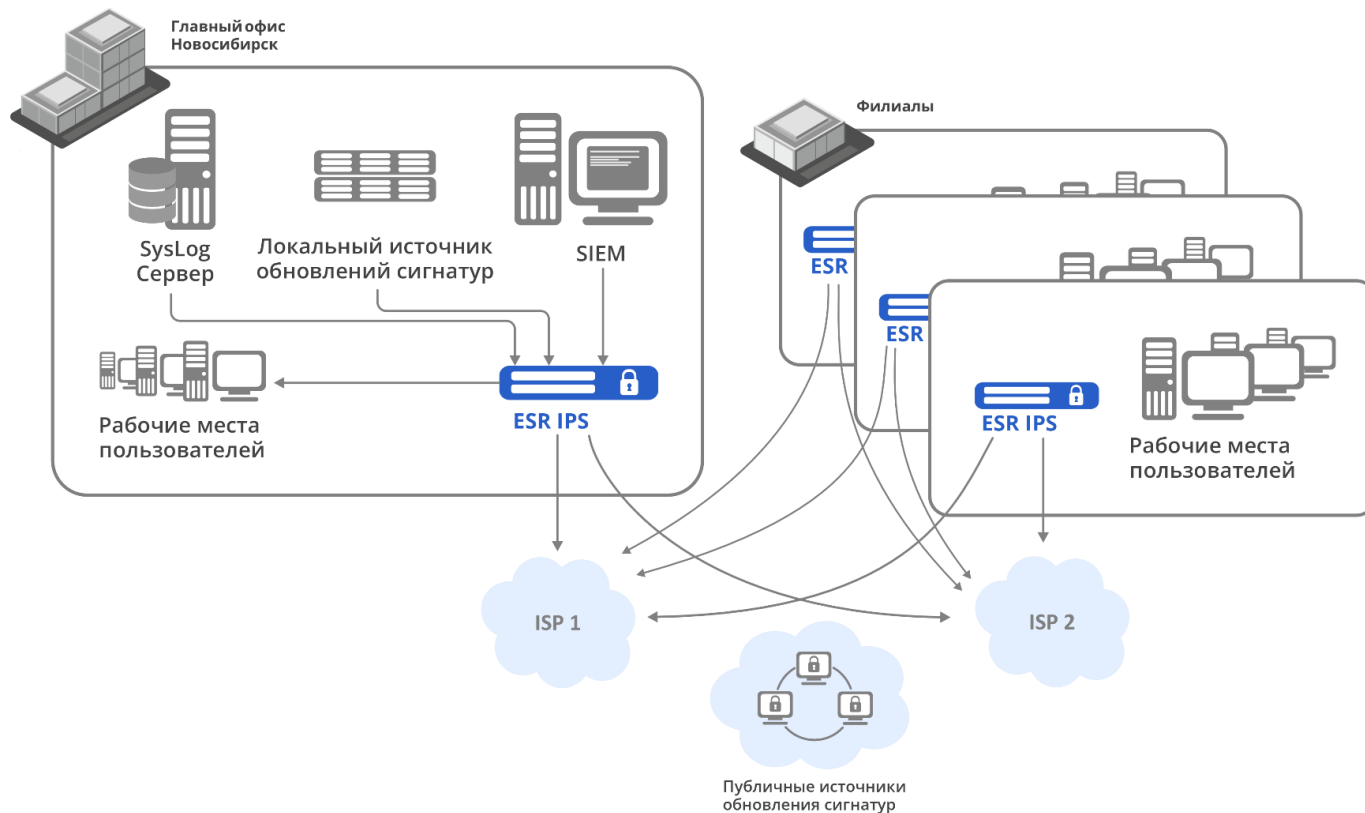 Главный офис
Новосибирск
Филиалы
SysLog
Сервер
Локальный источник
обновлений сигнатур
SIEM
ESR
ESR
Рабочие места
пользователей
ESR IPS
ESR IPS
Рабочие места
пользователей
ISP 1
ISP 2
Публичные источники
обновления сигнатур